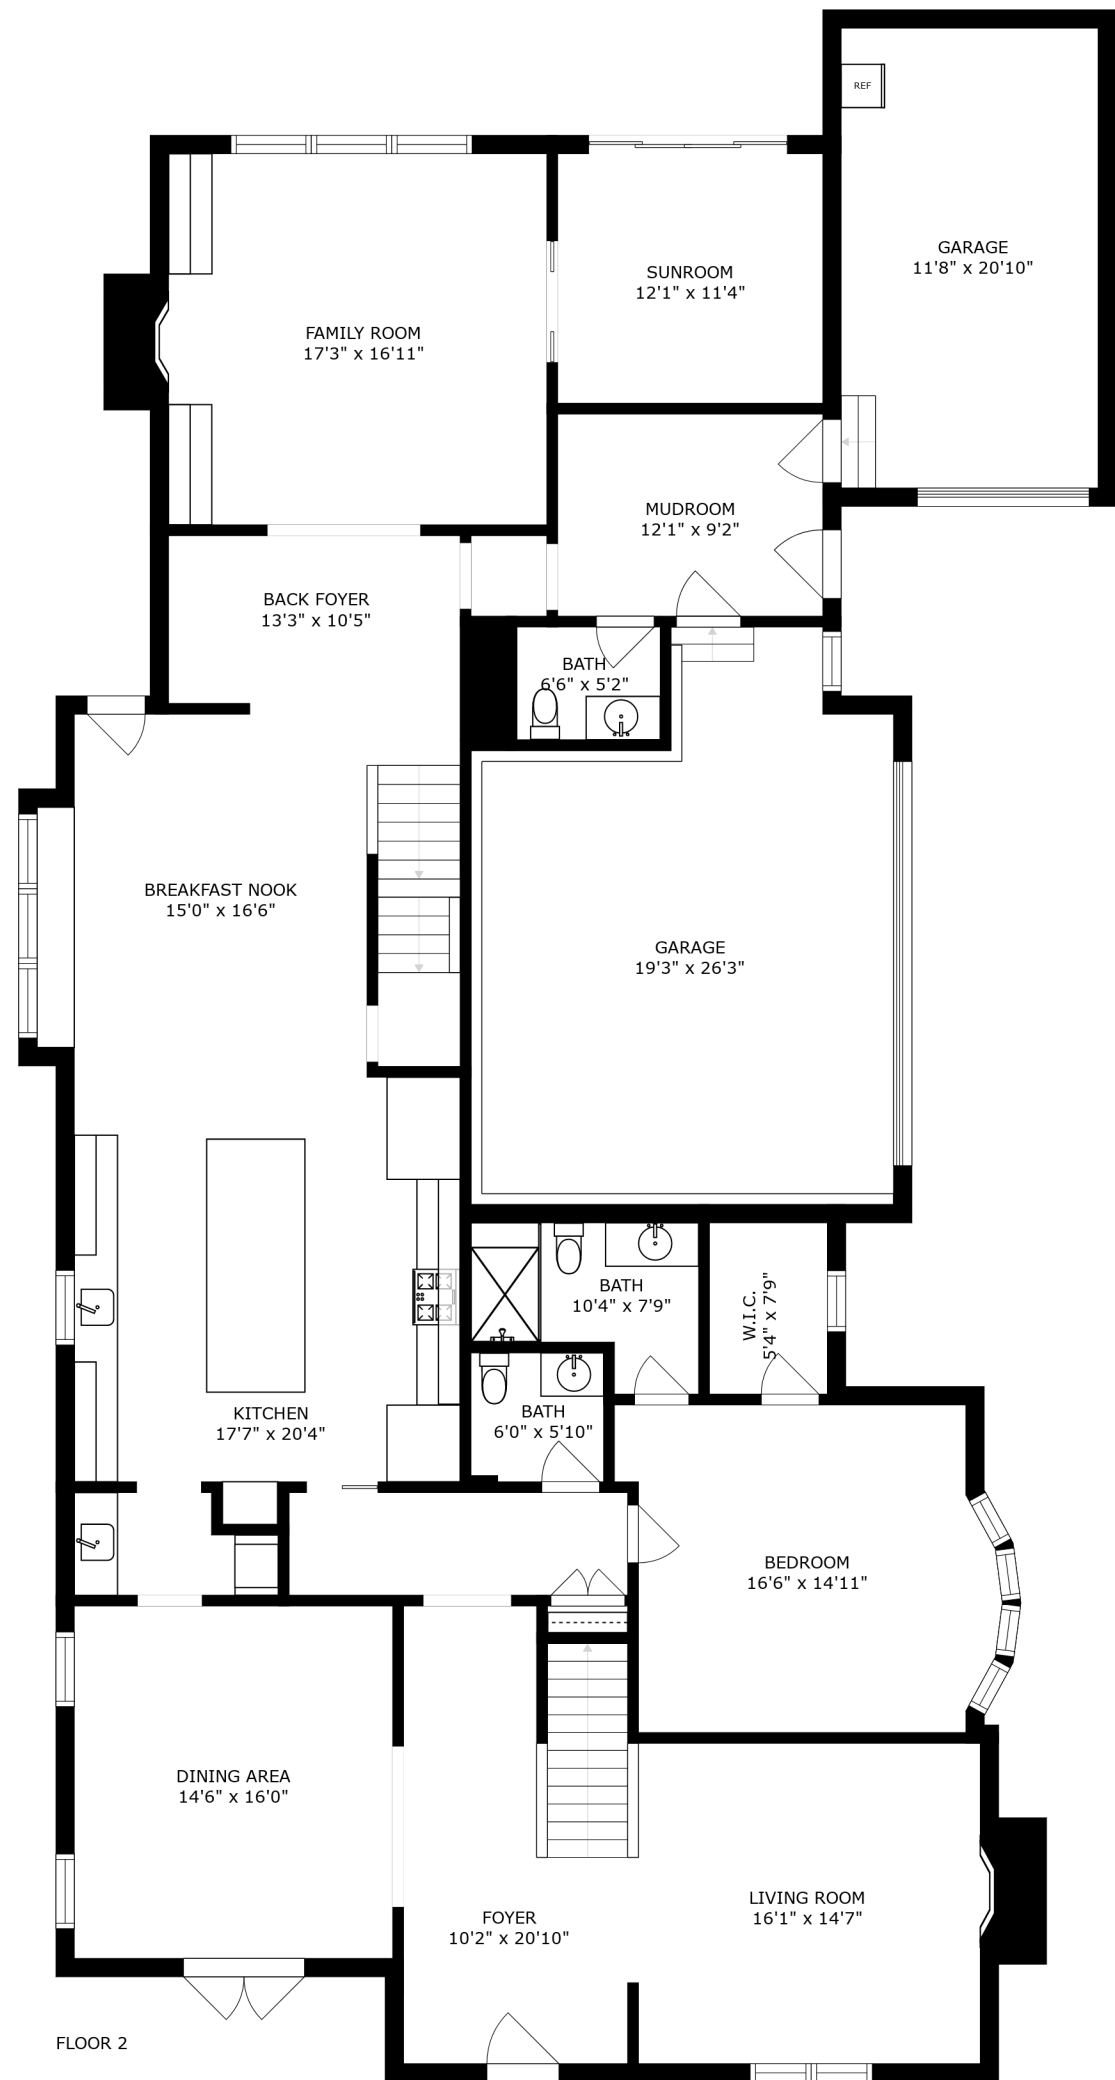 REF
GARAGE
11'8" x 20'10"
SUNROOM
12'1" x 11'4"
FAMILY ROOM
17'3" x 16'11"
MUDROOM
12'1" x 9'2"
BACK FOYER
13'3" x 10'5"
BATH
6'6" x 5'2"
BREAKFAST NOOK
15'0" x 16'6"
GARAGE
19'3" x 26'3"
BATH
10'4" x 7'9"
W.I.C.
5'4" x 7'9"
KITCHEN
17'7" x 20'4"
BATH
6'0" x 5'10"
BEDROOM
16'6" x 14'11"
DINING AREA
14'6" x 16'0"
LIVING ROOM
16'1" x 14'7"
FOYER
10'2" x 20'10"
FLOOR 2